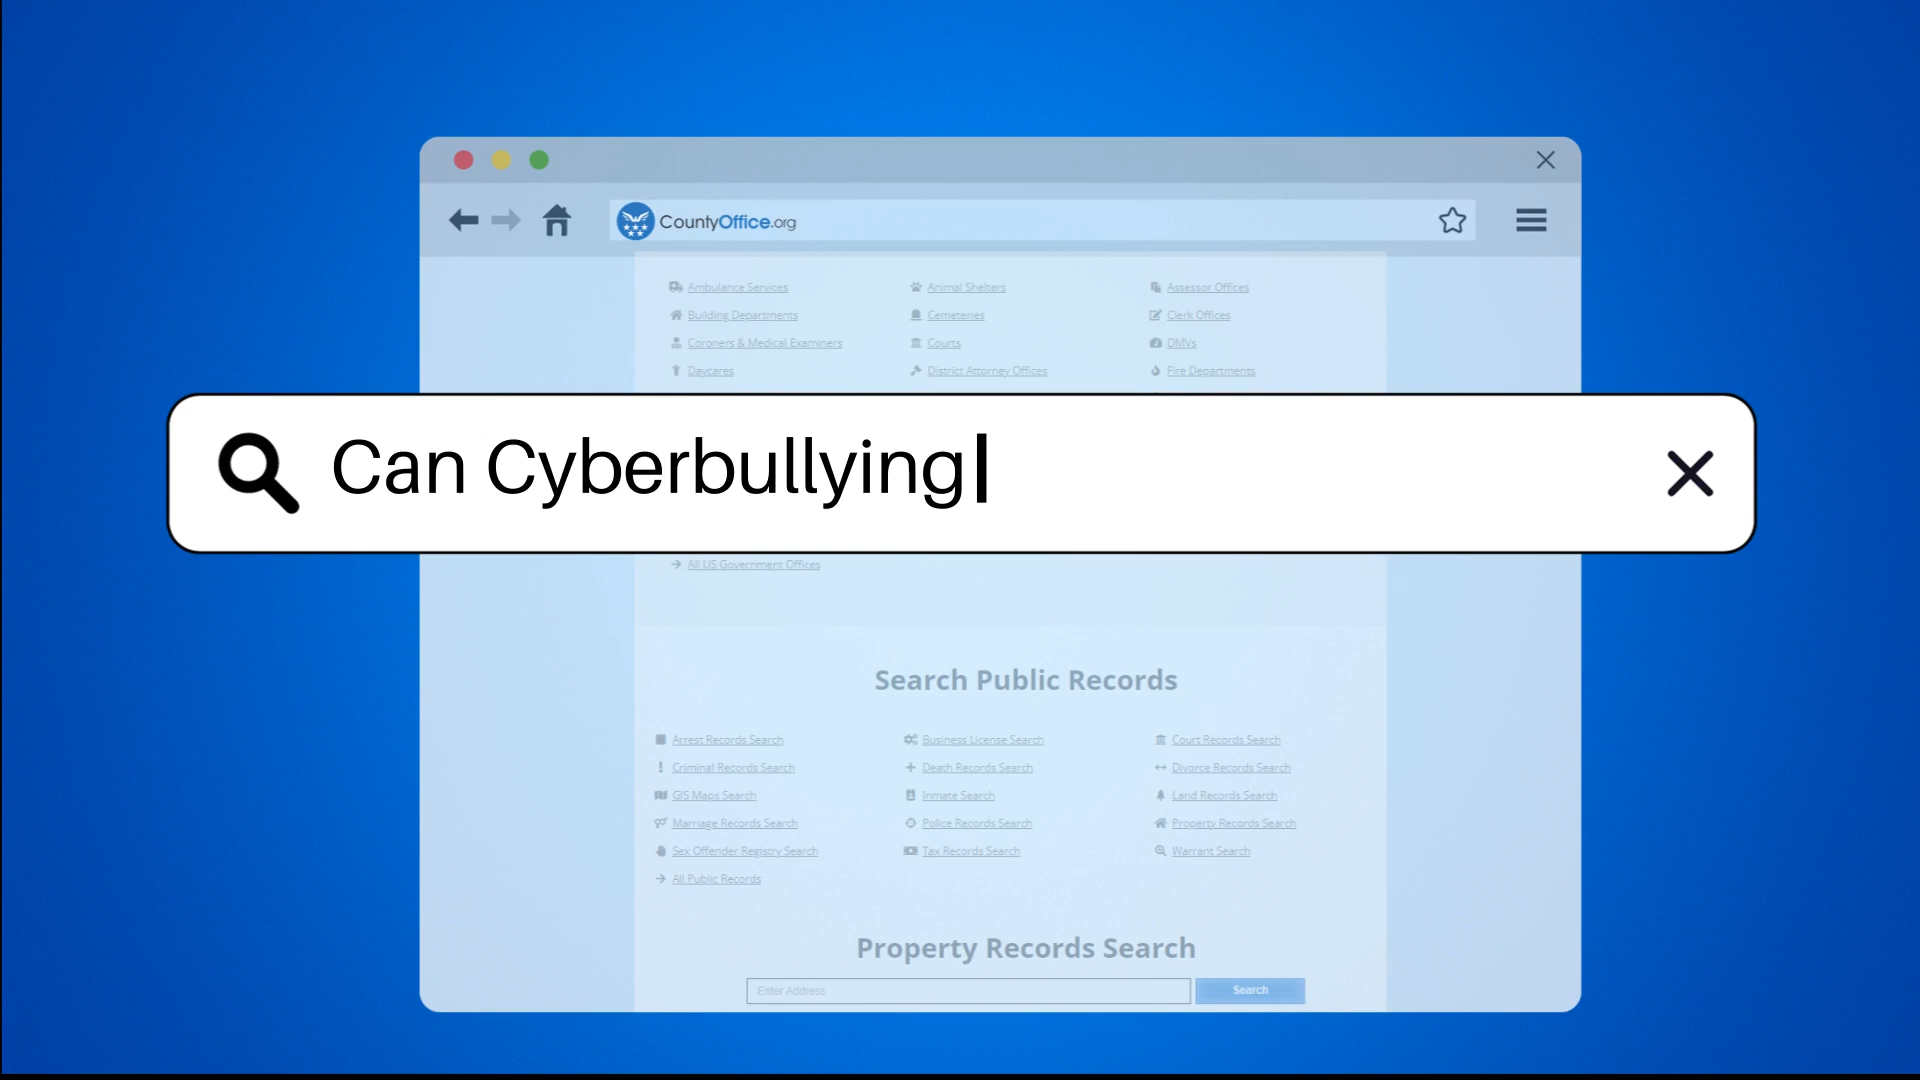 CountyOffice.org
Ambulance Services Animal Shelters Assessor Offices
Building Departments Cemeteries Clerk Offices
Coroners & Medical Examiners Courts DMVs
Daycares District Attorney Offices Fire Departments
Can Cyberbullying
All US Government Offices
Search Public Records
Arrest Records Search Business License Search Court Records Search
Criminal Records Search Death Records Search Divorce Records Search
GIS Maps Search Inmate Search Land Records Search
Marriage Records Search Police Records Search Property Records Search
Sex Offender Registry Search Tax Records Search Warrant Search
All Public Records
Property Records Search
Enter Address Search